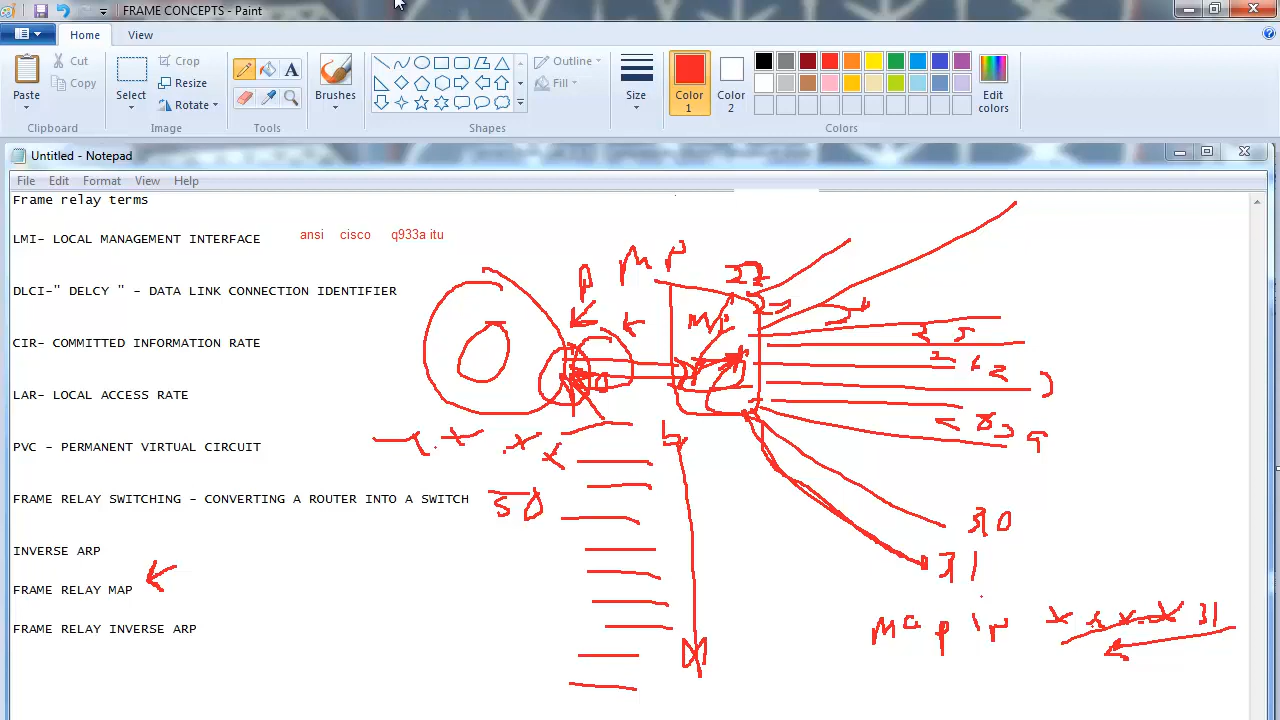 FRAME CONCEPTS - Paint
Home View
Paste
Cut
Copy
Clipboard
Select
Crop
Resize
Rotate
Image
Tools
Brushes
Shapes
Outline
Fill
Size
Color 1
Color 2
Edit colors
Colors
Untitled - Notepad
File Edit Format View Help
Frame relay terms
LMI- LOCAL MANAGEMENT INTERFACE ansi cisco q933a itu
DLCI-" DELCY " - DATA LINK CONNECTION IDENTIFIER
CIR- COMMITTED INFORMATION RATE
LAR- LOCAL ACCESS RATE
PVC - PERMANENT VIRTUAL CIRCUIT
FRAME RELAY SWITCHING - CONVERTING A ROUTER INTO A SWITCH
INVERSE ARP
FRAME RELAY MAP
FRAME RELAY INVERSE ARP
22
50
30
31
map ip x.x.x.x 31